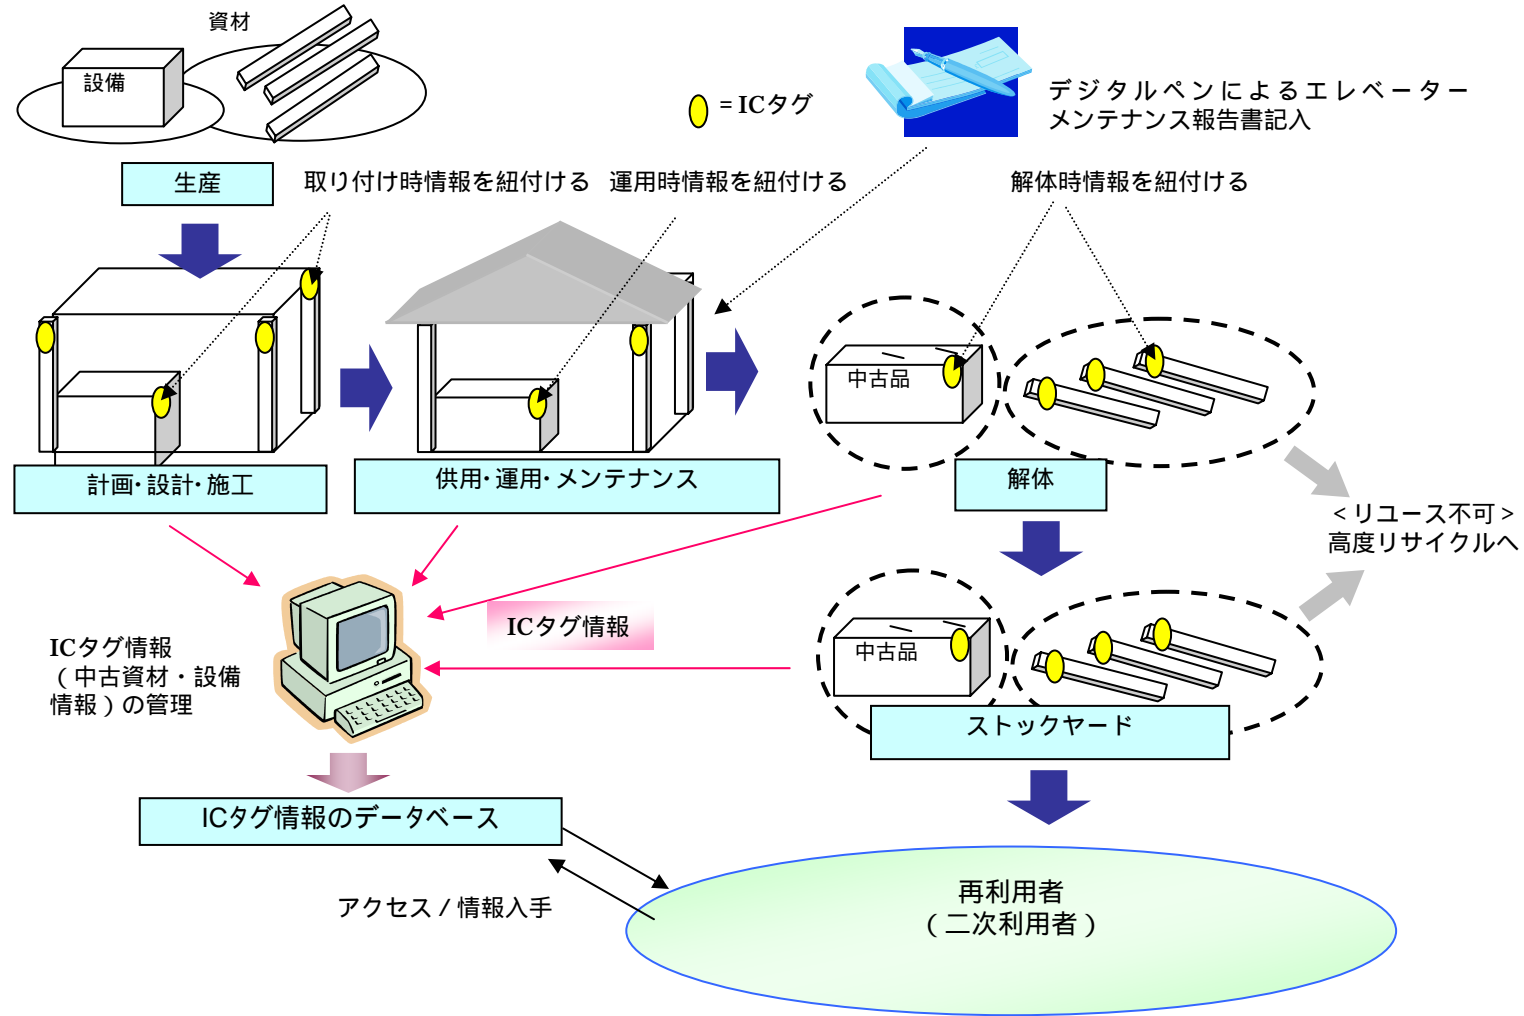 資材
設備
= ICタグ
デジタルペンによるエレベーター
メンテナンス報告書記入
生産
取り付け時情報を紐付ける
運用時情報を紐付ける
解体時情報を紐付ける
中古品
計画・設計・施工
供用・運用・メンテナンス
解体
<リユース不可>
高度リサイクルへ
ICタグ情報
ICタグ情報
(中古資材・設備
情報)の管理
中古品
ストックヤード
ICタグ情報のデータベース
アクセス/情報入手
再利用者
(二次利用者)